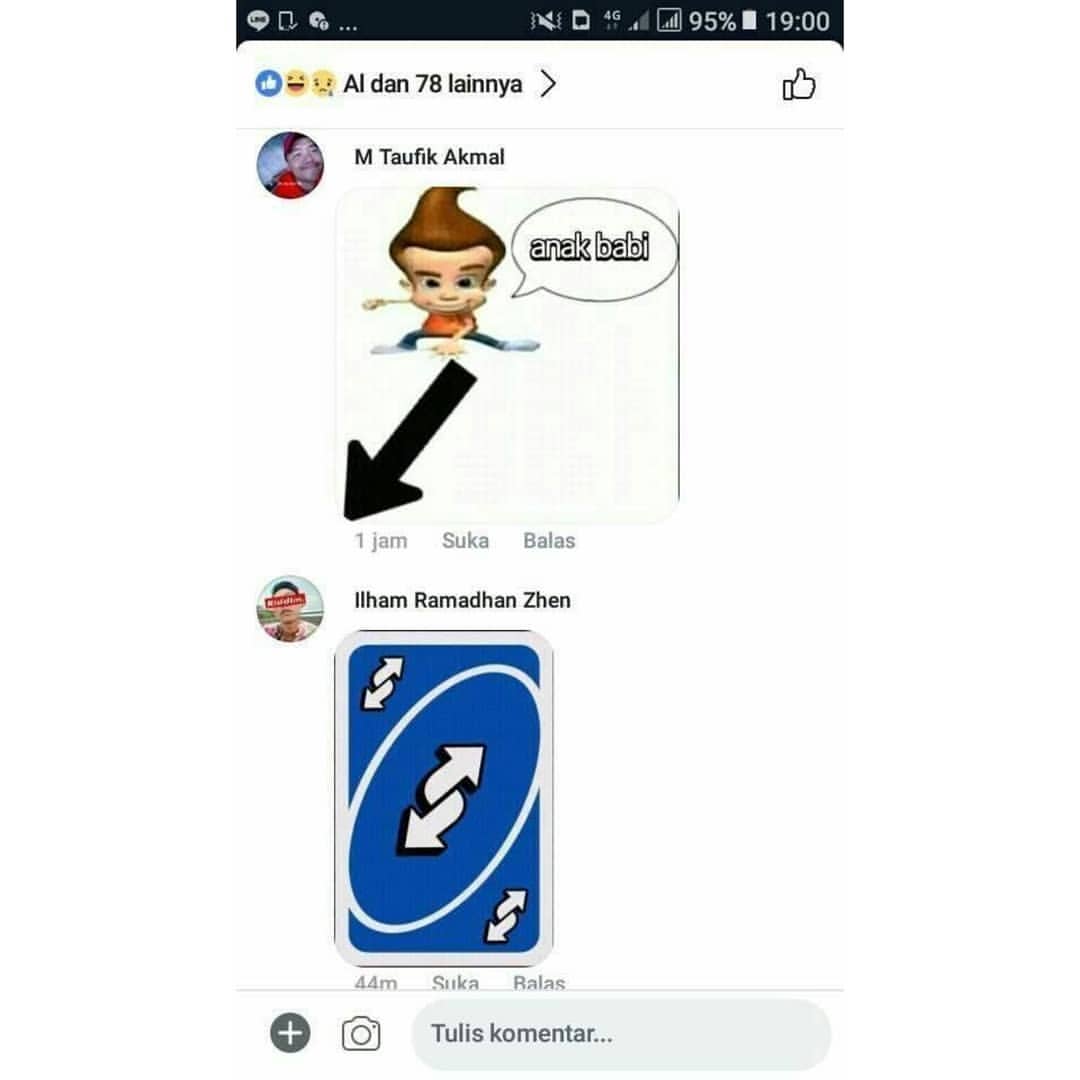 LINE
4G
95%
19:00
Al dan 78 lainnya
M Taufik Akmal
anak babi
1 jam Suka Balas
Ilham Ramadhan Zhen
44m Suka Balas
Tulis komentar...